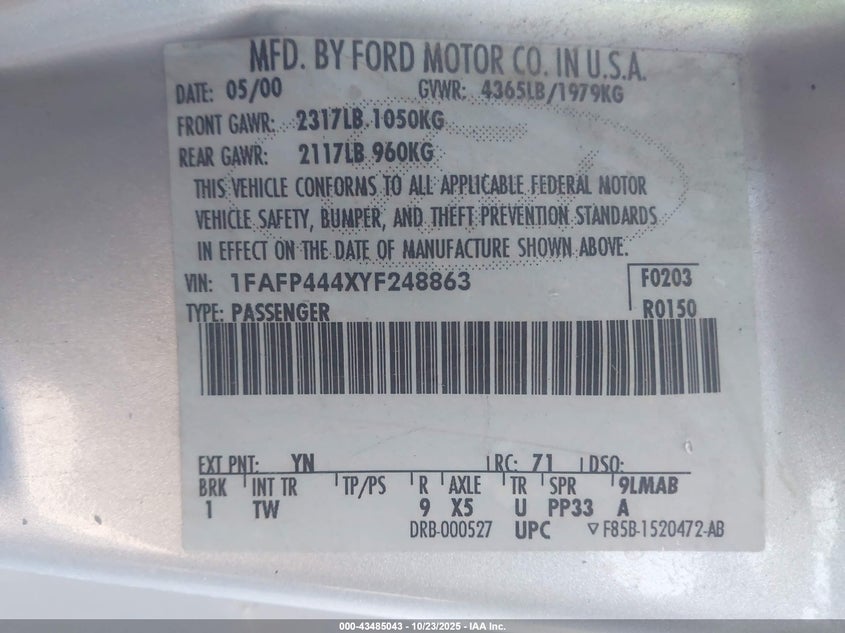 MFD. BY FORD MOTOR CO. IN U.S.A.
DATE: 05/00 GVWR: 4365LB/1979KG
FRONT GAWR: 2317LB 1050KG
REAR GAWR: 2117LB 960KG
THIS VEHICLE CONFORMS TO ALL APPLICABLE FEDERAL MOTOR
VEHICLE SAFETY, BUMPER, AND THEFT PREVENTION STANDARDS
IN EFFECT ON THE DATE OF MANUFACTURE SHOWN ABOVE.
VIN: 1FAFP444XYF248863 F0203
TYPE: PASSENGER R0150
EXT PNT: YN RC: 71 DSO:
BRK INT TR TP/PS R AXLE TR SPR 9LMAB
1 TW 9 X5 U PP33 A
DRB-000527 UPC ▽ F85B-1520472-AB
000-43485043 | 10/23/2025 - IAA Inc.